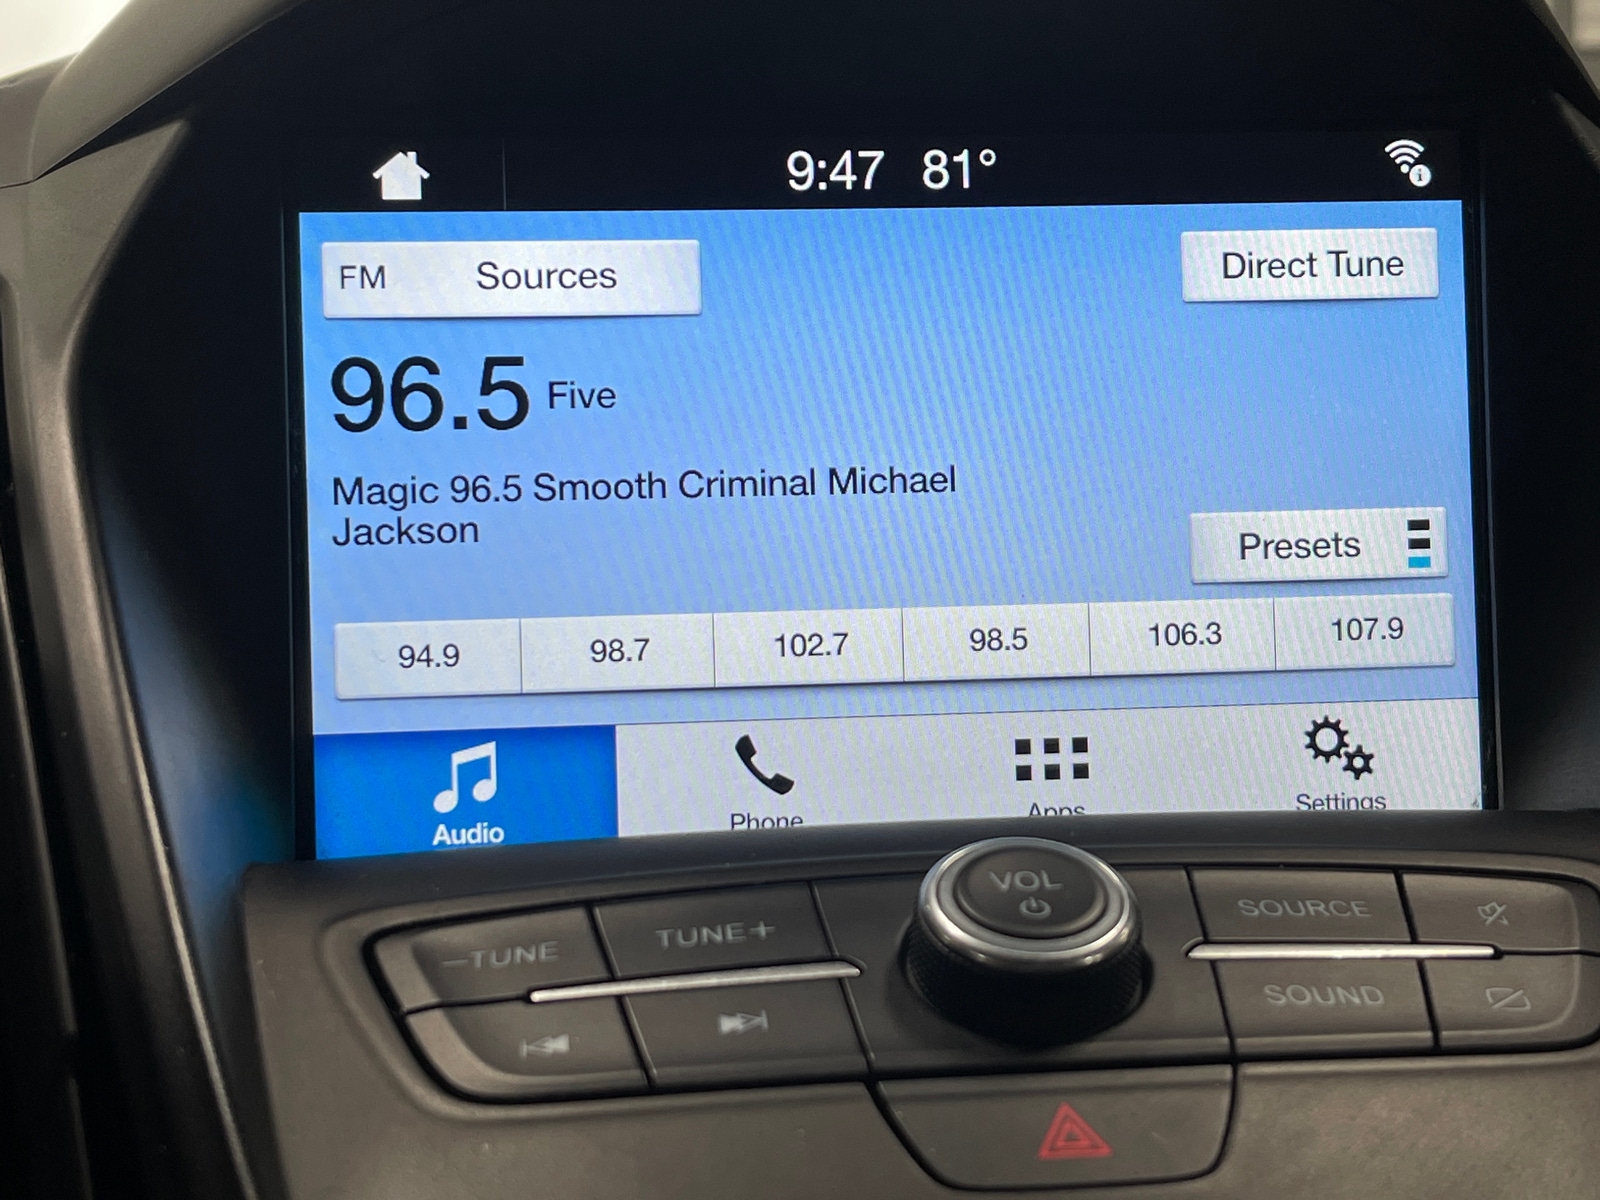 9:47 81°
FM Sources
Direct Tune
96.5 Five
Magic 96.5 Smooth Criminal Michael
Jackson
Presets
94.9 98.7 102.7 98.5 106.3 107.9
Audio Phone Apps Settings
VOL
–TUNE TUNE+ SOURCE
SOUND